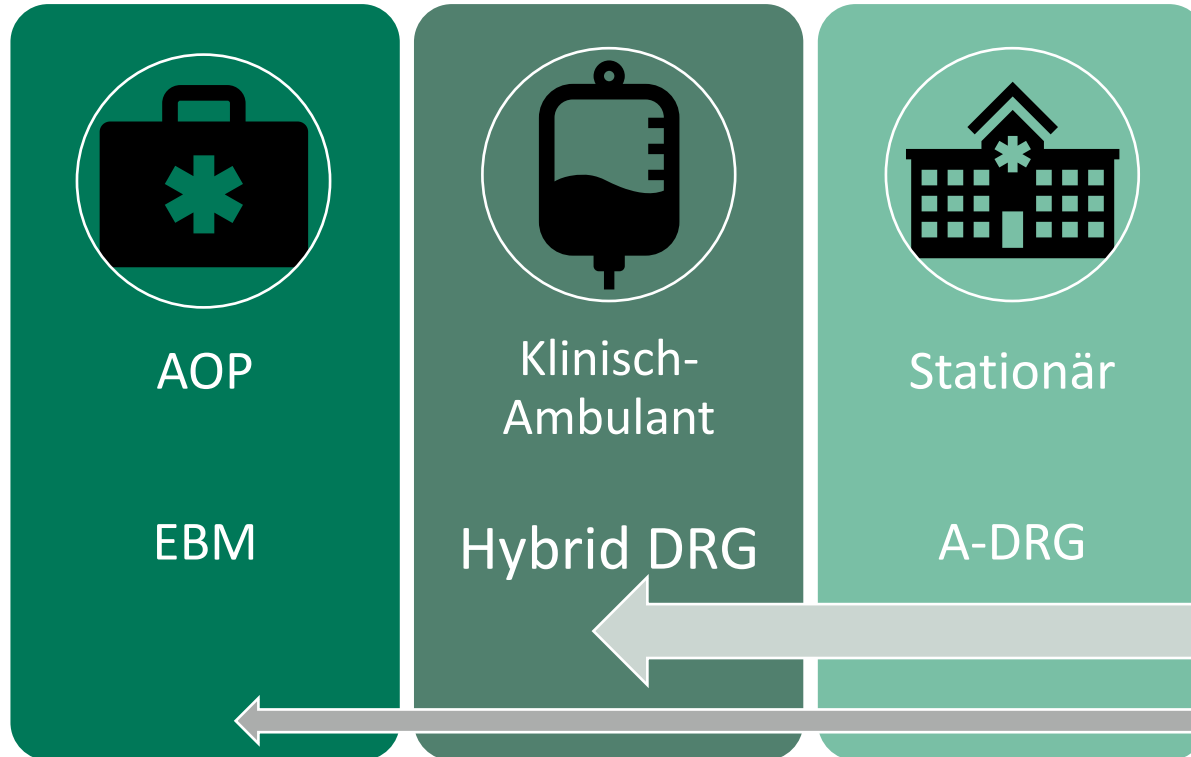 AOP
EBM
Klinisch-
Ambulant
Hybrid DRG
Stationär
A-DRG